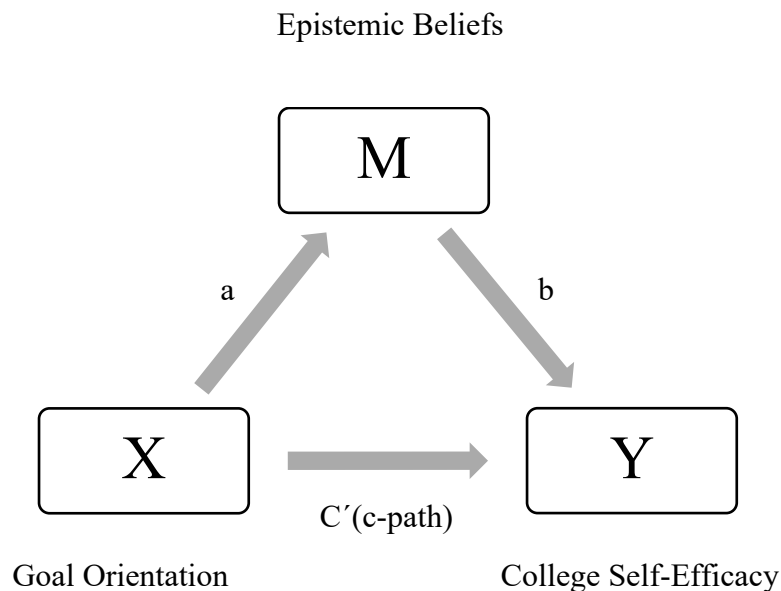 Epistemic Beliefs
M
a
b
X
Y
C´(c-path)
Goal Orientation
College Self-Efficacy